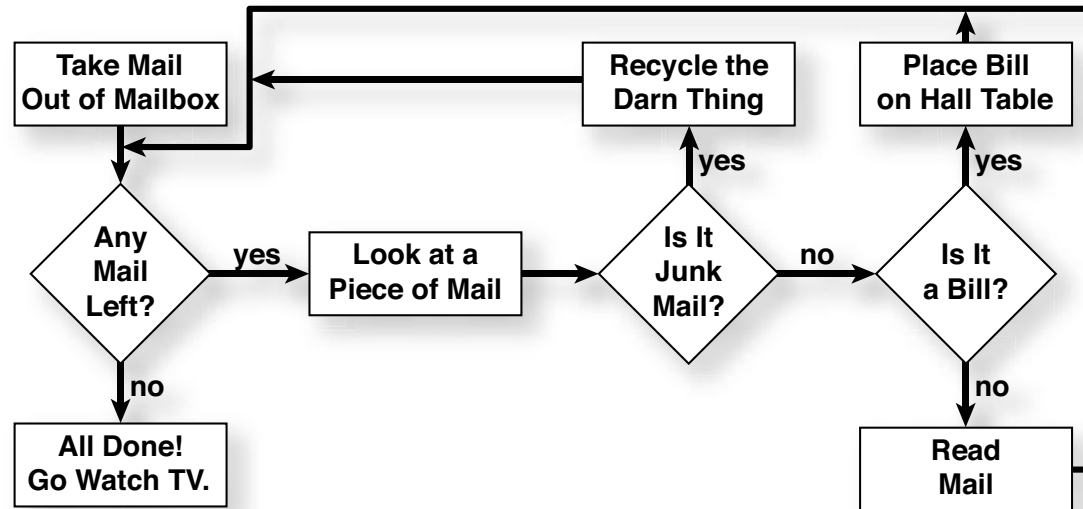 Take Mail
Out of Mailbox
Recycle the
Darn Thing
Place Bill
on Hall Table
yes
yes
Any
Mail
Left?
yes
Look at a
Piece of Mail
Is It
Junk
Mail?
no
Is It
a Bill?
no
no
All Done!
Go Watch TV.
Read
Mail